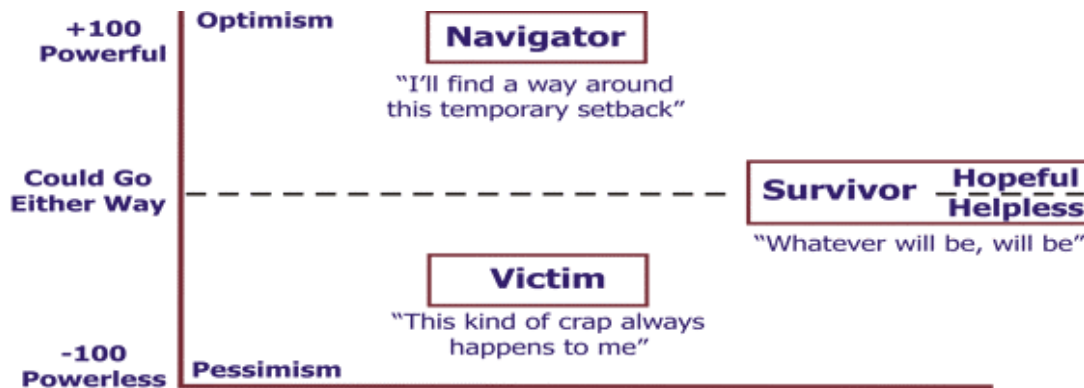 +100
Powerful
Optimism
Navigator
“I’ll find a way around
this temporary setback”
Could Go
Either Way
Survivor
Hopeful
Helpless
“Whatever will be, will be”
Victim
“This kind of crap always
happens to me”
-100
Powerless
Pessimism